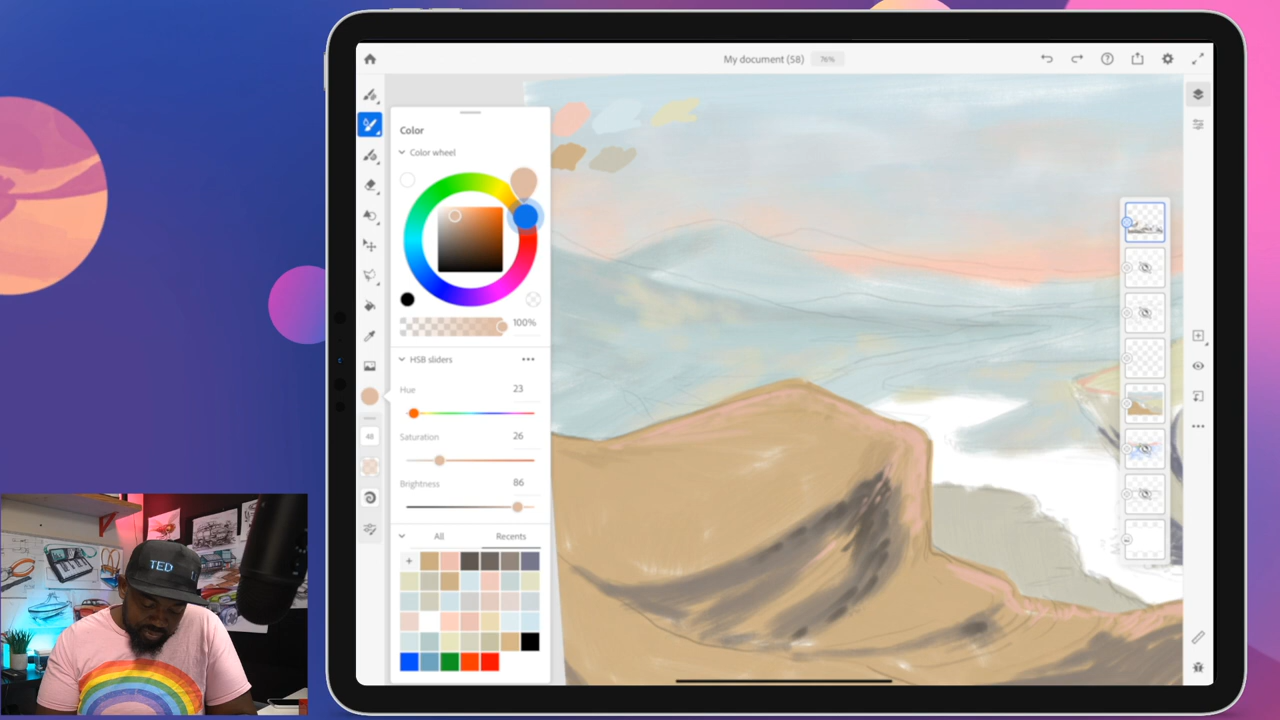 My document (58)
76%
Color
Color wheel
100%
HSB sliders
Hue
23
Saturation
26
Brightness
86
All
Recents
48
TED